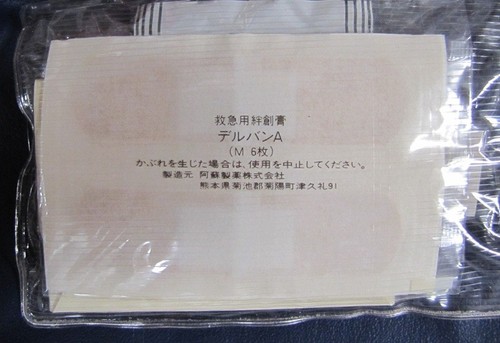 救急用絆創膏
デルバンA
(M 6枚)
かぶれを生じた場合は、使用を中止してください。
製造元 阿蘇製薬株式会社
熊本県菊池郡菊陽町津久礼91